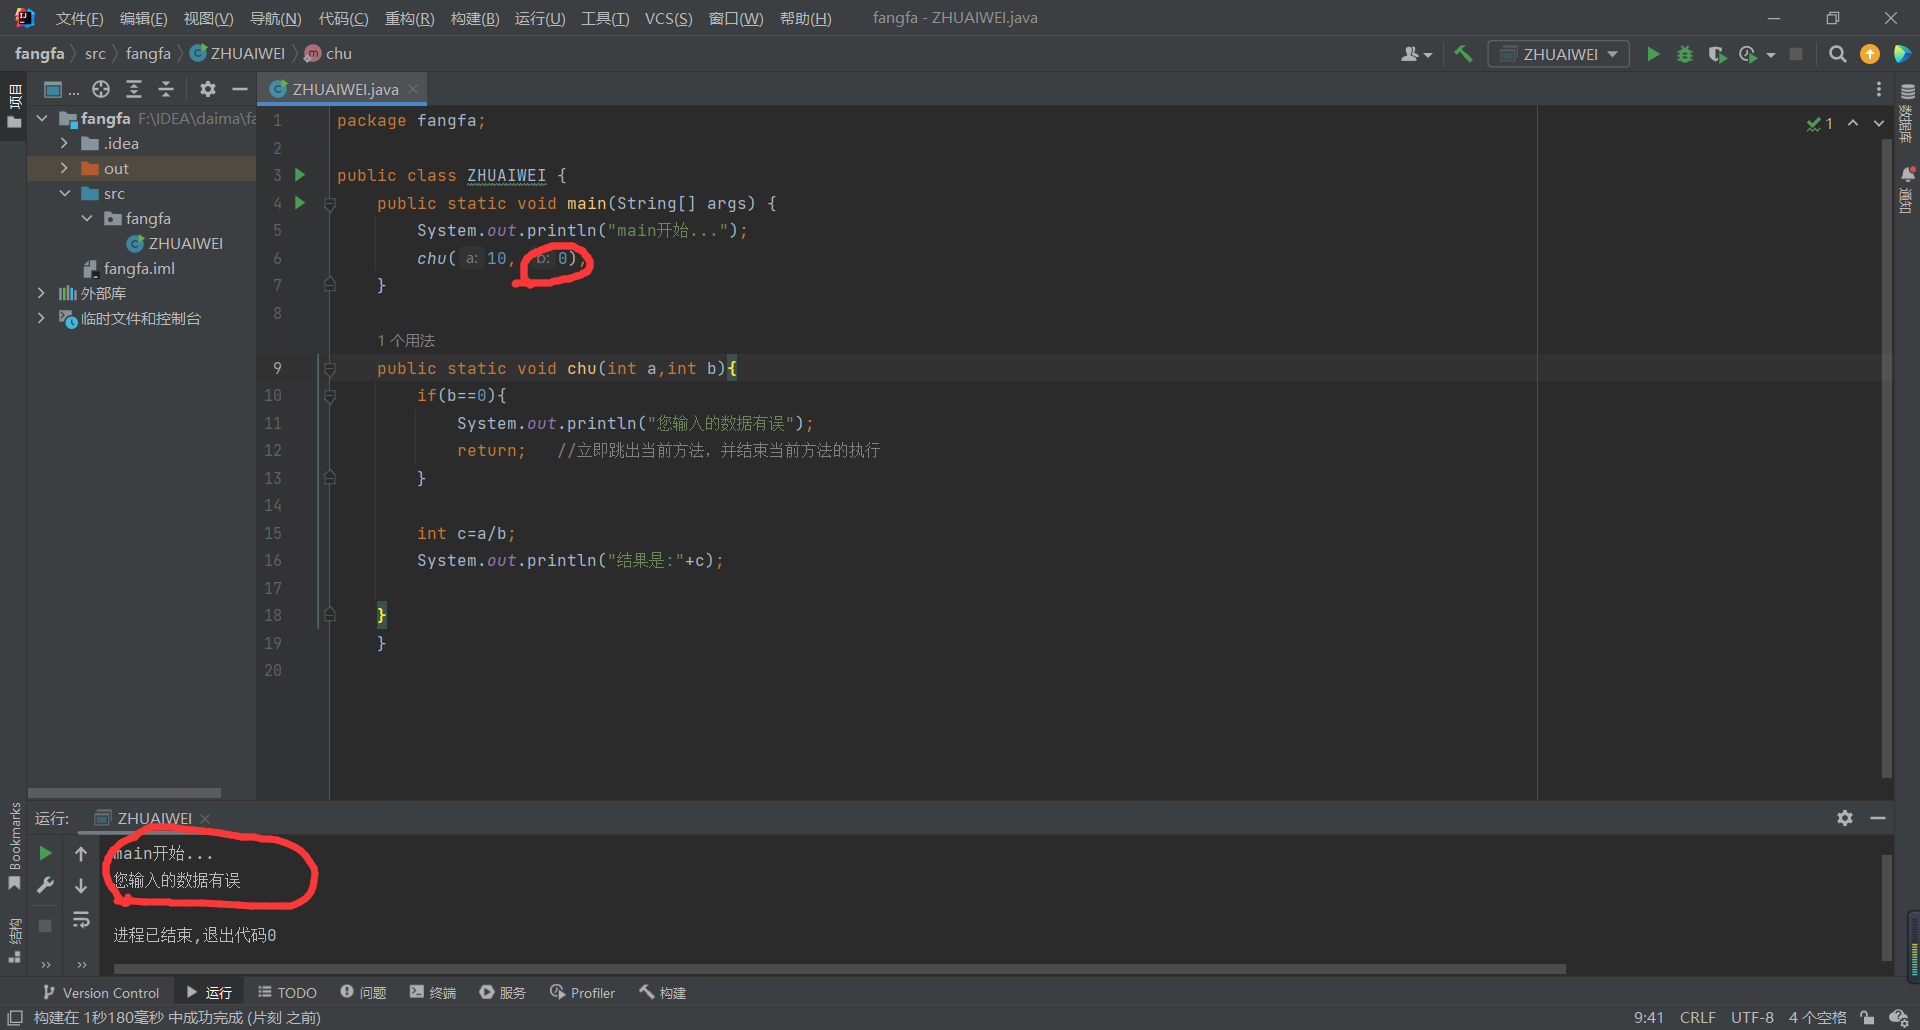 文件(F) 编辑(E) 视图(V) 导航(N) 代码(C) 重构(R) 构建(B) 运行(U) 工具(T) VCS(S) 窗口(W) 帮助(H) fangfa - ZHUAIWEI.java
fangfa src fangfa ZHUAIWEI m chu ZHUAIWEI
项目
... ZHUAIWEI.java
fangfa F:\IDEA\daima\fa
.idea
out
src
fangfa
ZHUAIWEI
fangfa.iml
外部库
临时文件和控制台
1 package fangfa;
2
3 public class ZHUAIWEI {
4 public static void main(String[] args) {
5 System.out.println("main开始...");
6 chu( a: 10, b: 0);
7 }
8
1 个用法
9 public static void chu(int a,int b){
10 if(b==0){
11 System.out.println("您输入的数据有误");
12 return; //立即跳出当前方法，并结束当前方法的执行
13 }
14
15 int c=a/b;
16 System.out.println("结果是:"+c);
17
18 }
19 }
20
1
数据库
通知
Bookmarks
结构
运行: ZHUAIWEI
main开始...
您输入的数据有误
进程已结束,退出代码0
Version Control 运行 TODO 问题 终端 服务 Profiler 构建
构建在 1秒180毫秒 中成功完成 (片刻 之前) 9:41 CRLF UTF-8 4 个空格